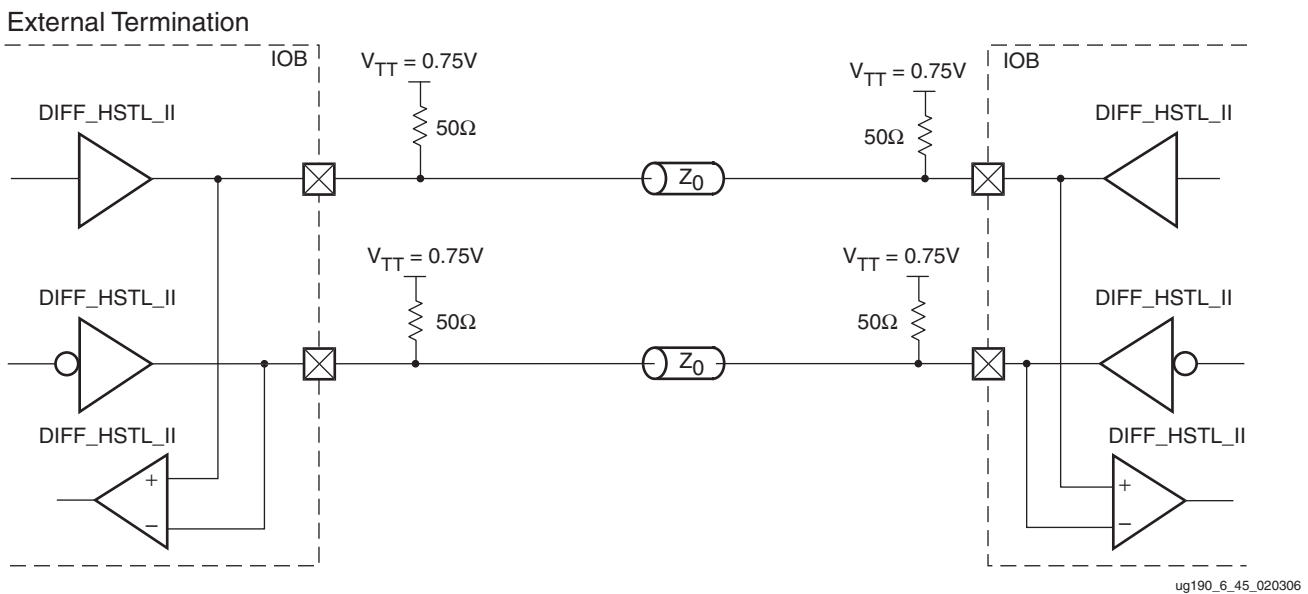 External Termination
IOB
IOB
V_TT = 0.75V
V_TT = 0.75V
DIFF_HSTL_II
50Ω
50Ω
DIFF_HSTL_II
Z_0
V_TT = 0.75V
V_TT = 0.75V
DIFF_HSTL_II
50Ω
50Ω
DIFF_HSTL_II
Z_0
DIFF_HSTL_II
DIFF_HSTL_II
+
+
–
–
ug190_6_45_020306